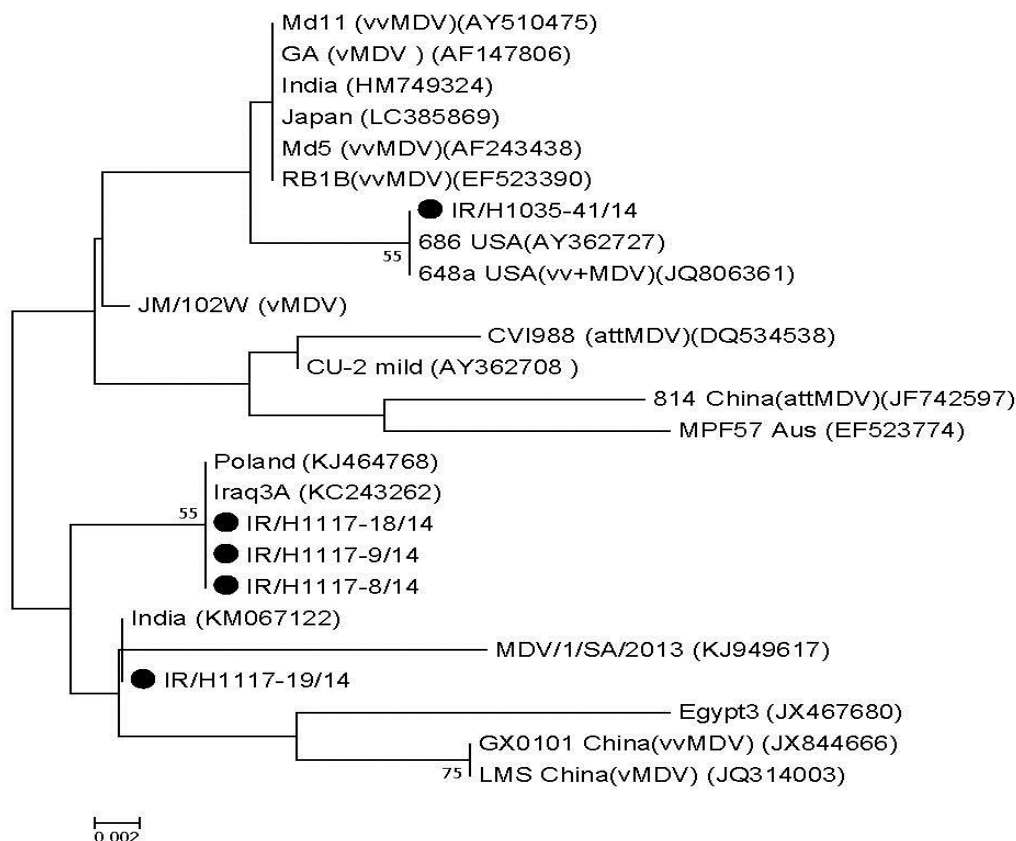 Md11 (vvMDV)(AY510475)
GA (vMDV ) (AF147806)
India (HM749324)
Japan (LC385869)
Md5 (vvMDV)(AF243438)
RB1B(vvMDV)(EF523390)
IR/H1035-41/14
686 USA(AY362727)
55
648a USA(vv+MDV)(JQ806361)
JM/102W (vMDV)
CVI988 (attMDV)(DQ534538)
CU-2 mild (AY362708 )
814 China(attMDV)(JF742597)
MPF57 Aus (EF523774)
Poland (KJ464768)
Iraq3A (KC243262)
55
IR/H1117-18/14
IR/H1117-9/14
IR/H1117-8/14
India (KM067122)
MDV/1/SA/2013 (KJ949617)
IR/H1117-19/14
Egypt3 (JX467680)
GX0101 China(vvMDV) (JX844666)
75
LMS China(vMDV) (JQ314003)
0.002